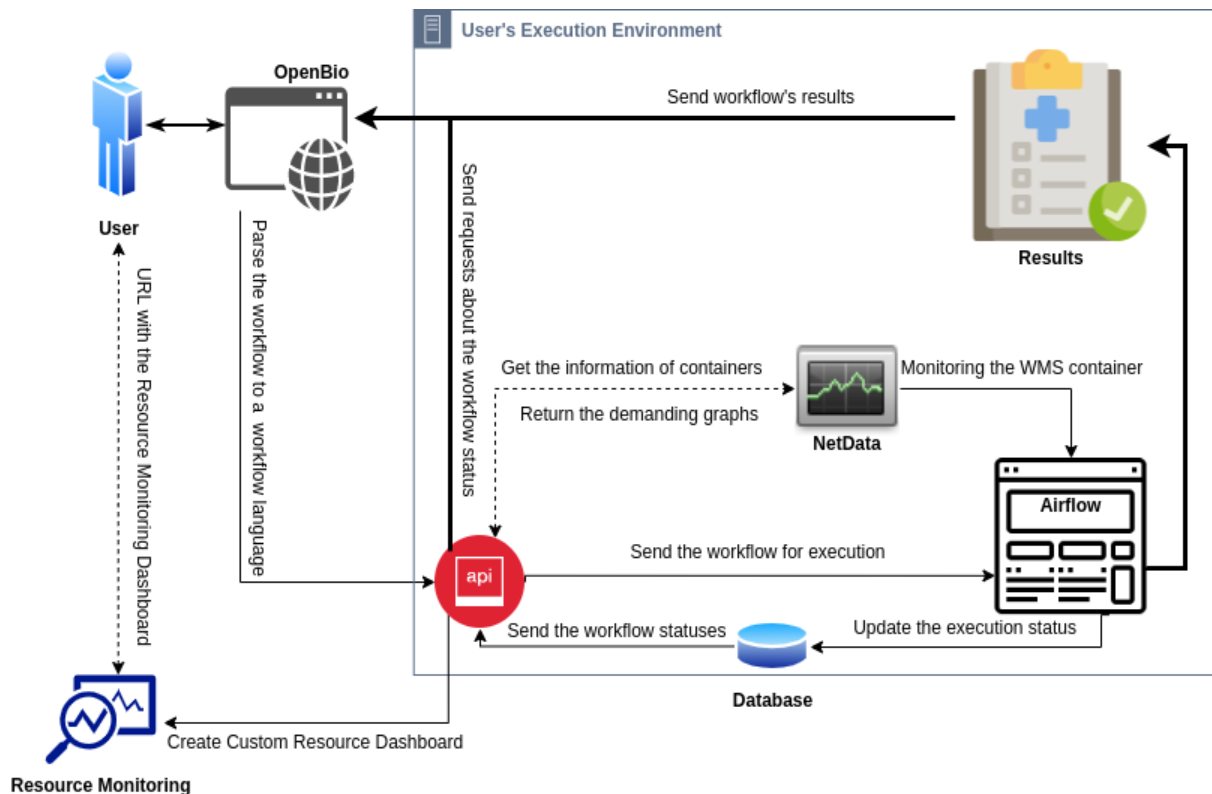 User's Execution Environment
OpenBio
Send workflow's results
User
Results
Send requests about the workflow status
Parse the workflow to a workflow language
URL with the Resource Monitoring Dashboard
Get the information of containers
Return the demanding graphs
Monitoring the WMS container
NetData
Airflow
api
Send the workflow for execution
Send the workflow statuses
Update the execution status
Database
Create Custom Resource Dashboard
Resource Monitoring